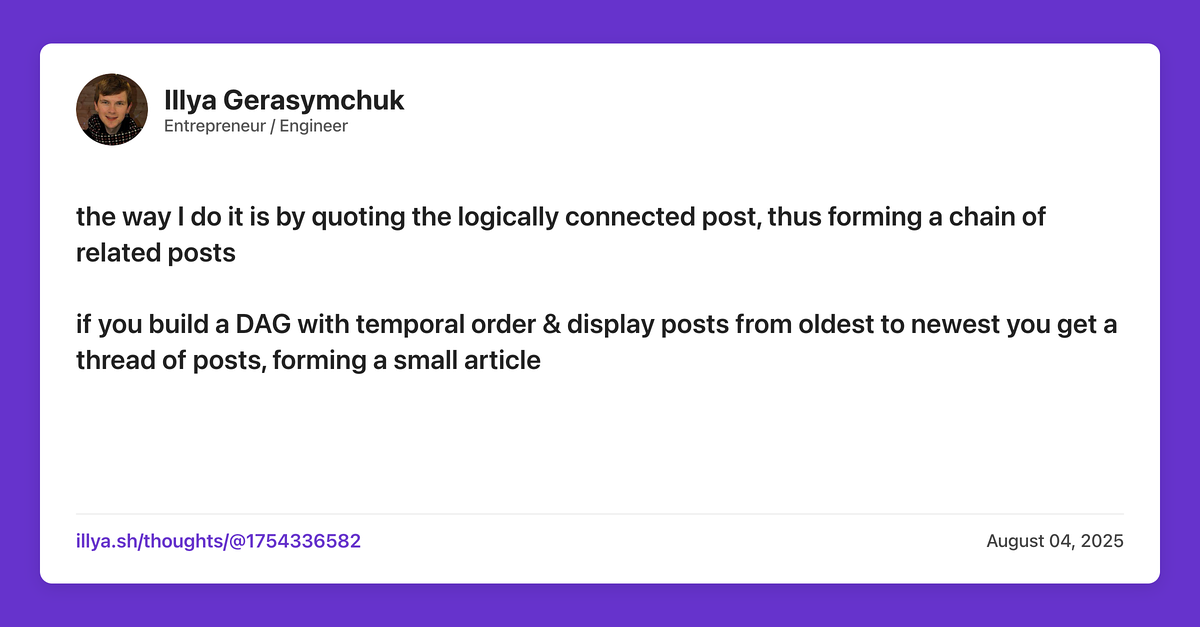 Illya Gerasymchuk
Entrepreneur / Engineer
the way I do it is by quoting the logically connected post, thus forming a chain of
related posts
if you build a DAG with temporal order & display posts from oldest to newest you get a
thread of posts, forming a small article
illya.sh/thoughts/@1754336582
August 04, 2025